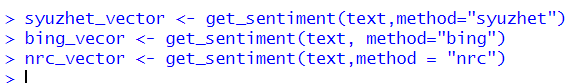 > syuzhet_vector <- get_sentiment(text,method="syuzhet")
> bing_vecor <- get_sentiment(text, method="bing")
> nrc_vector <- get_sentiment(text,method = "nrc")
>